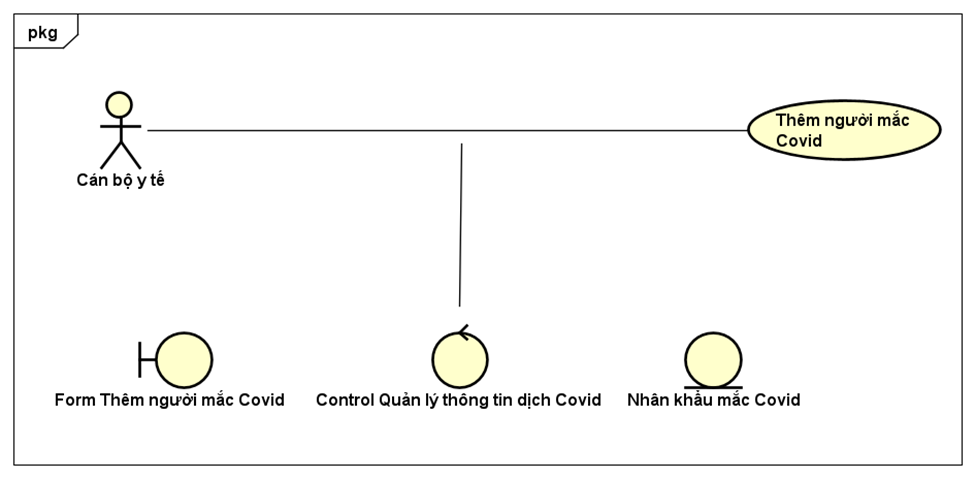 pkg
Thêm người mắc
Covid
Cán bộ y tế
Form Thêm người mắc Covid
Control Quản lý thông tin dịch Covid
Nhân khẩu mắc Covid